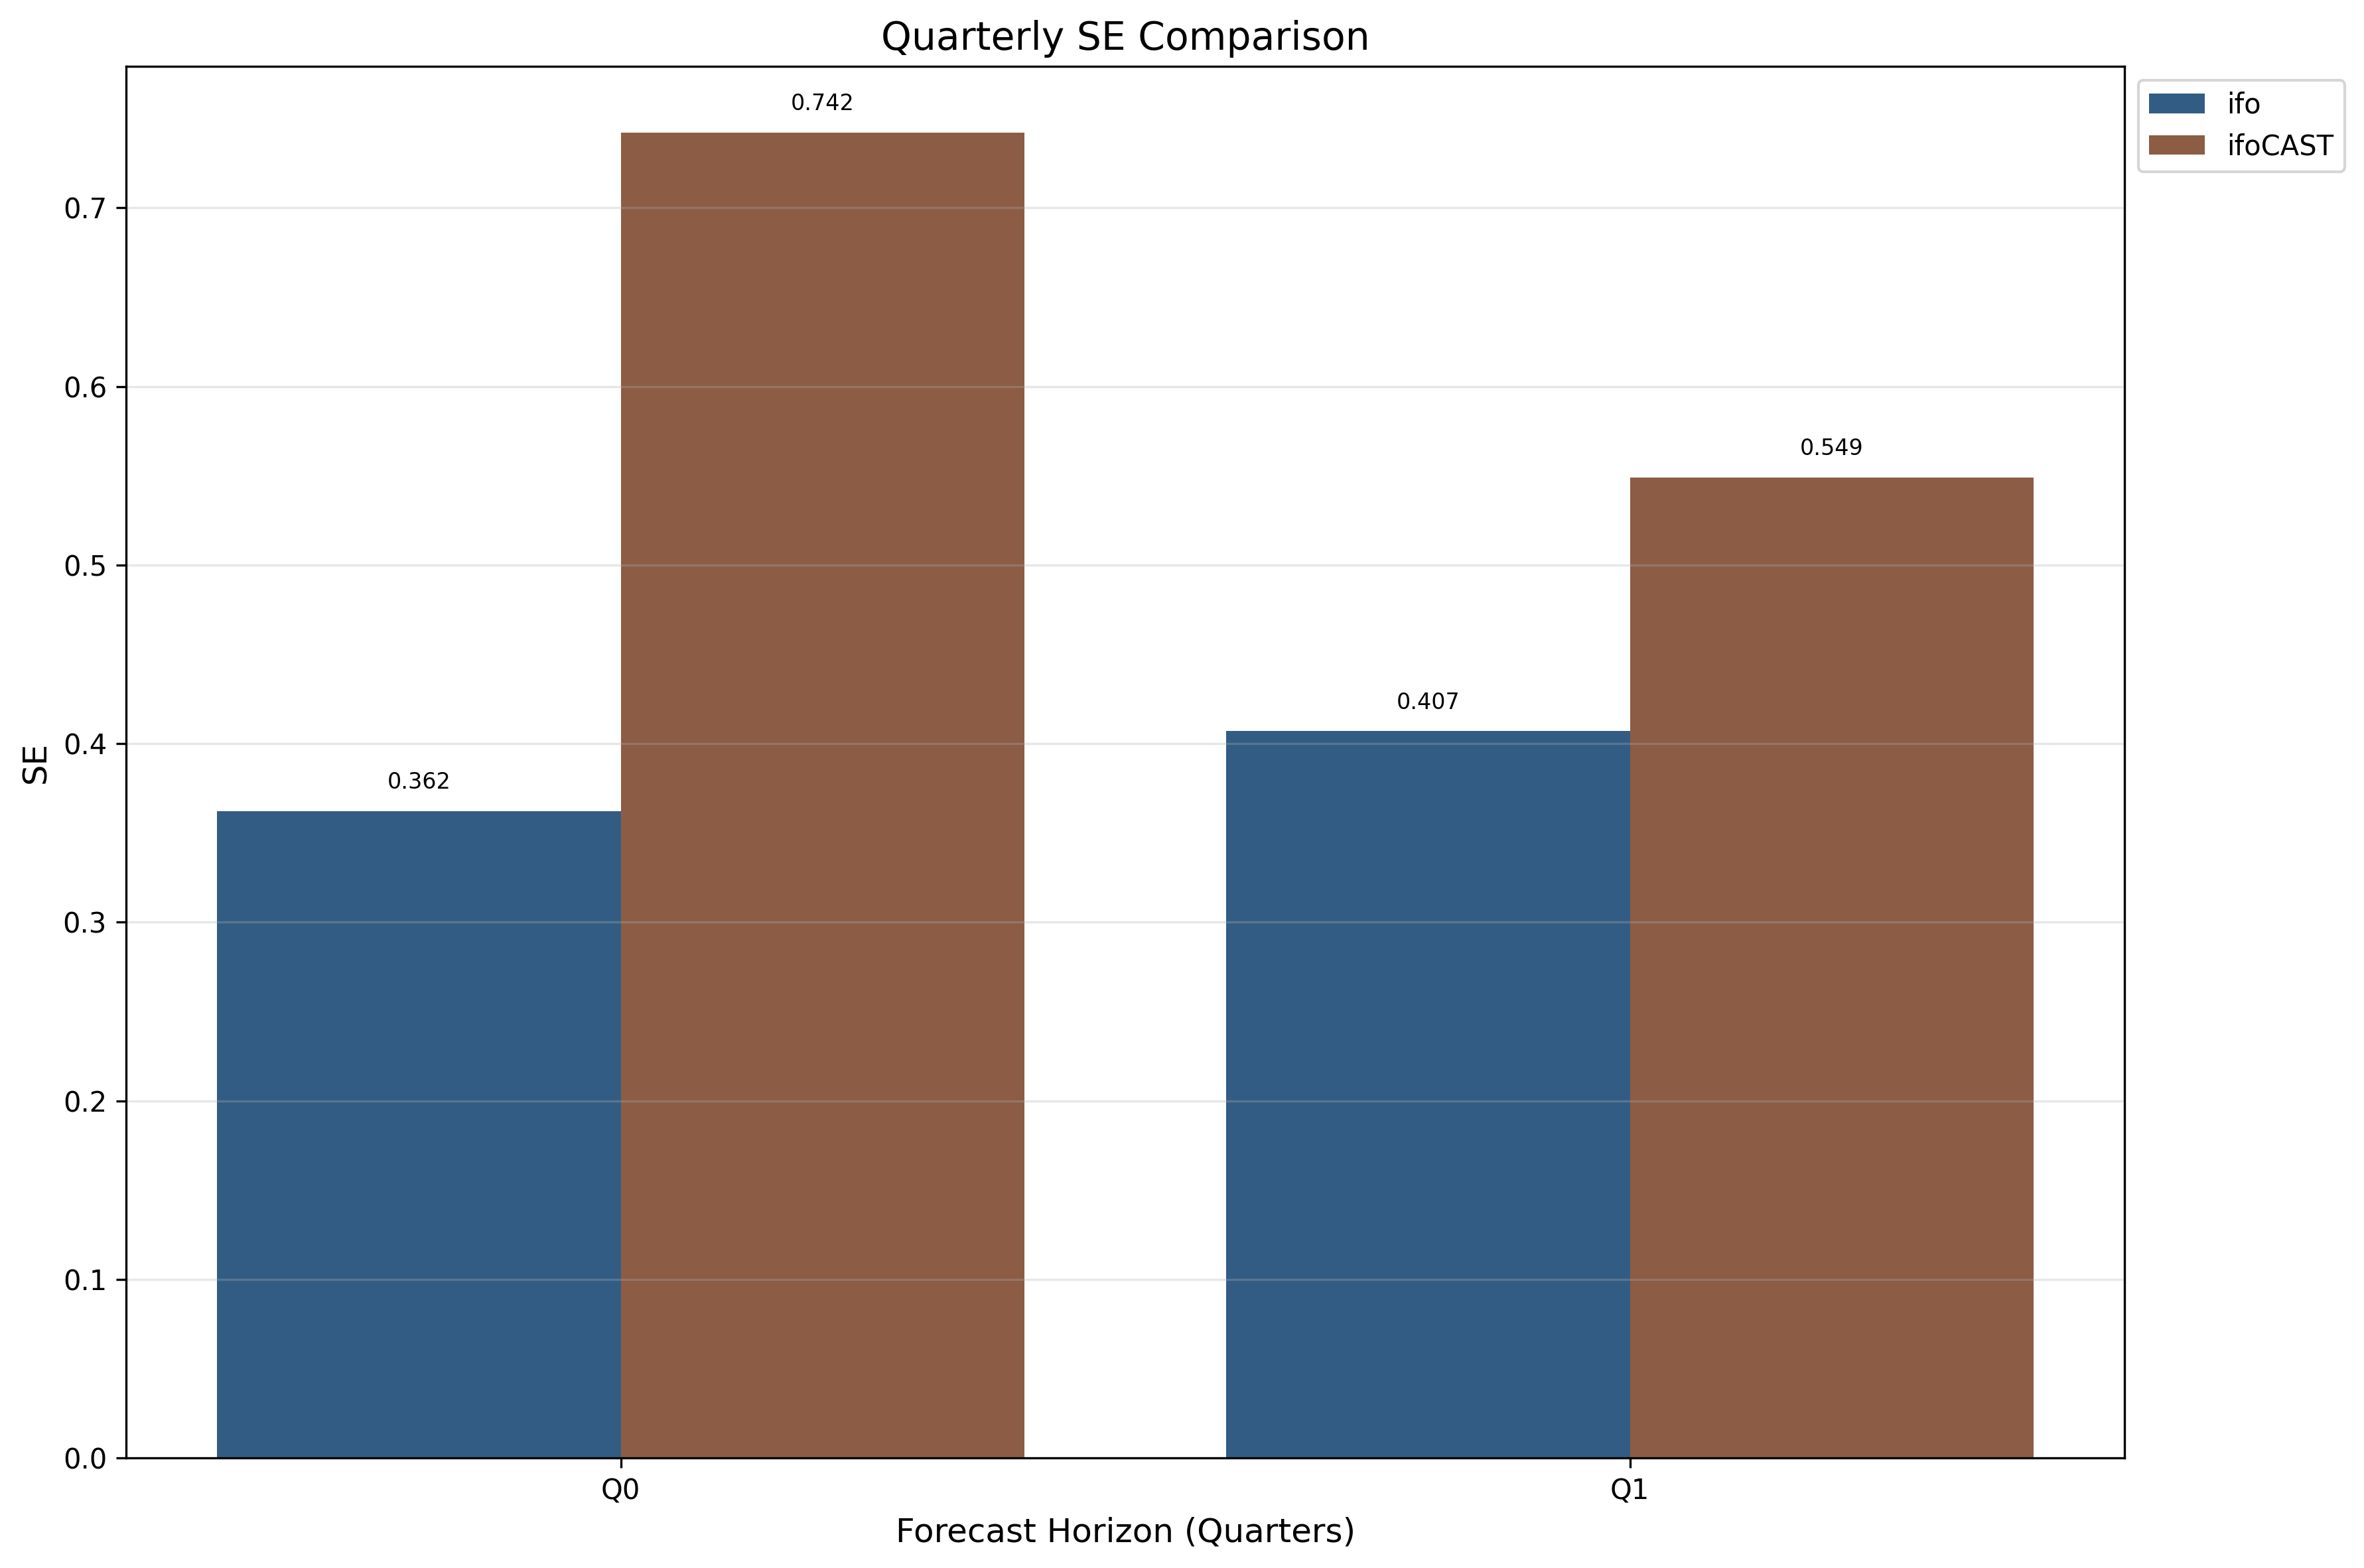 Quarterly SE Comparison
ifo
ifoCAST
0.742
0.549
0.407
0.362
SE
0.7
0.6
0.5
0.4
0.3
0.2
0.1
0.0
Q0
Q1
Forecast Horizon (Quarters)